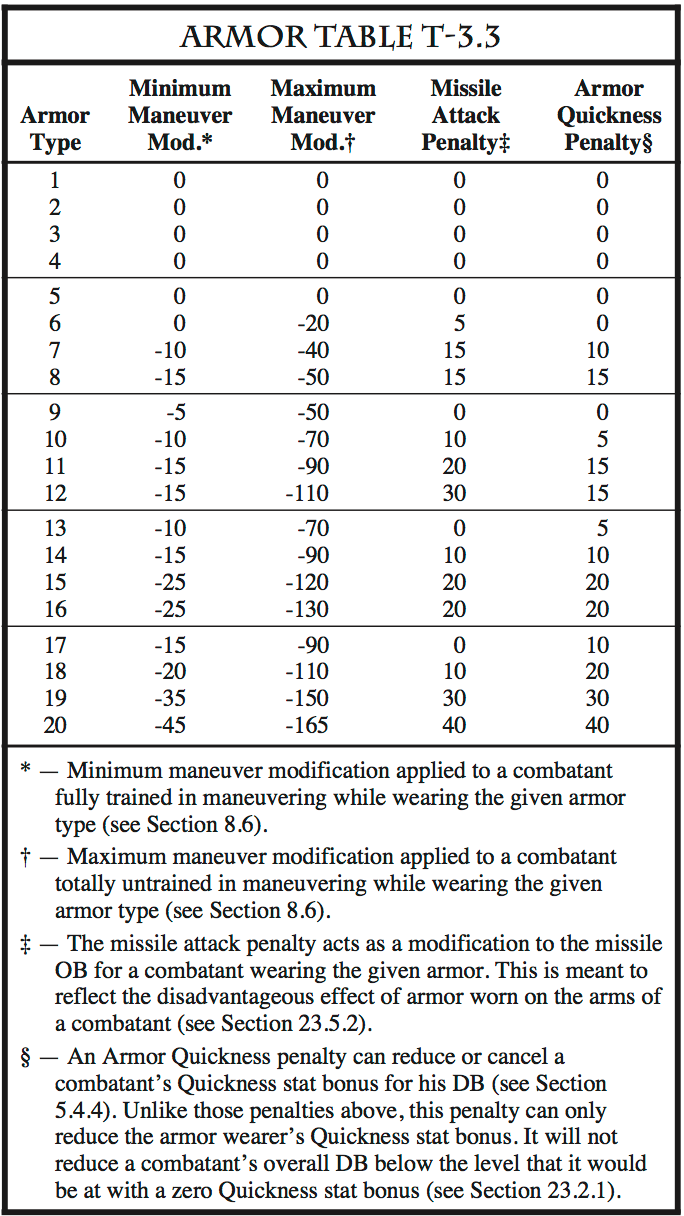 ARMOR TABLE T-3.3
Minimum Maximum Missile Armor
Armor Maneuver Maneuver Attack Quickness
Type Mod.* Mod.† Penalty‡ Penalty§
1 0 0 0 0
2 0 0 0 0
3 0 0 0 0
4 0 0 0 0
5 0 0 0 0
6 0 -20 5 0
7 -10 -40 15 10
8 -15 -50 15 15
9 -5 -50 0 0
10 -10 -70 10 5
11 -15 -90 20 15
12 -15 -110 30 15
13 -10 -70 0 5
14 -15 -90 10 10
15 -25 -120 20 20
16 -25 -130 20 20
17 -15 -90 0 10
18 -20 -110 10 20
19 -35 -150 30 30
20 -45 -165 40 40
* — Minimum maneuver modification applied to a combatant
fully trained in maneuvering while wearing the given armor
type (see Section 8.6).
† — Maximum maneuver modification applied to a combatant
totally untrained in maneuvering while wearing the given
armor type (see Section 8.6).
‡ — The missile attack penalty acts as a modification to the missile
OB for a combatant wearing the given armor. This is meant to
reflect the disadvantageous effect of armor worn on the arms of
a combatant (see Section 23.5.2).
§ — An Armor Quickness penalty can reduce or cancel a
combatant’s Quickness stat bonus for his DB (see Section
5.4.4). Unlike those penalties above, this penalty can only
reduce the armor wearer’s Quickness stat bonus. It will not
reduce a combatant’s overall DB below the level that it would
be at with a zero Quickness stat bonus (see Section 23.2.1).